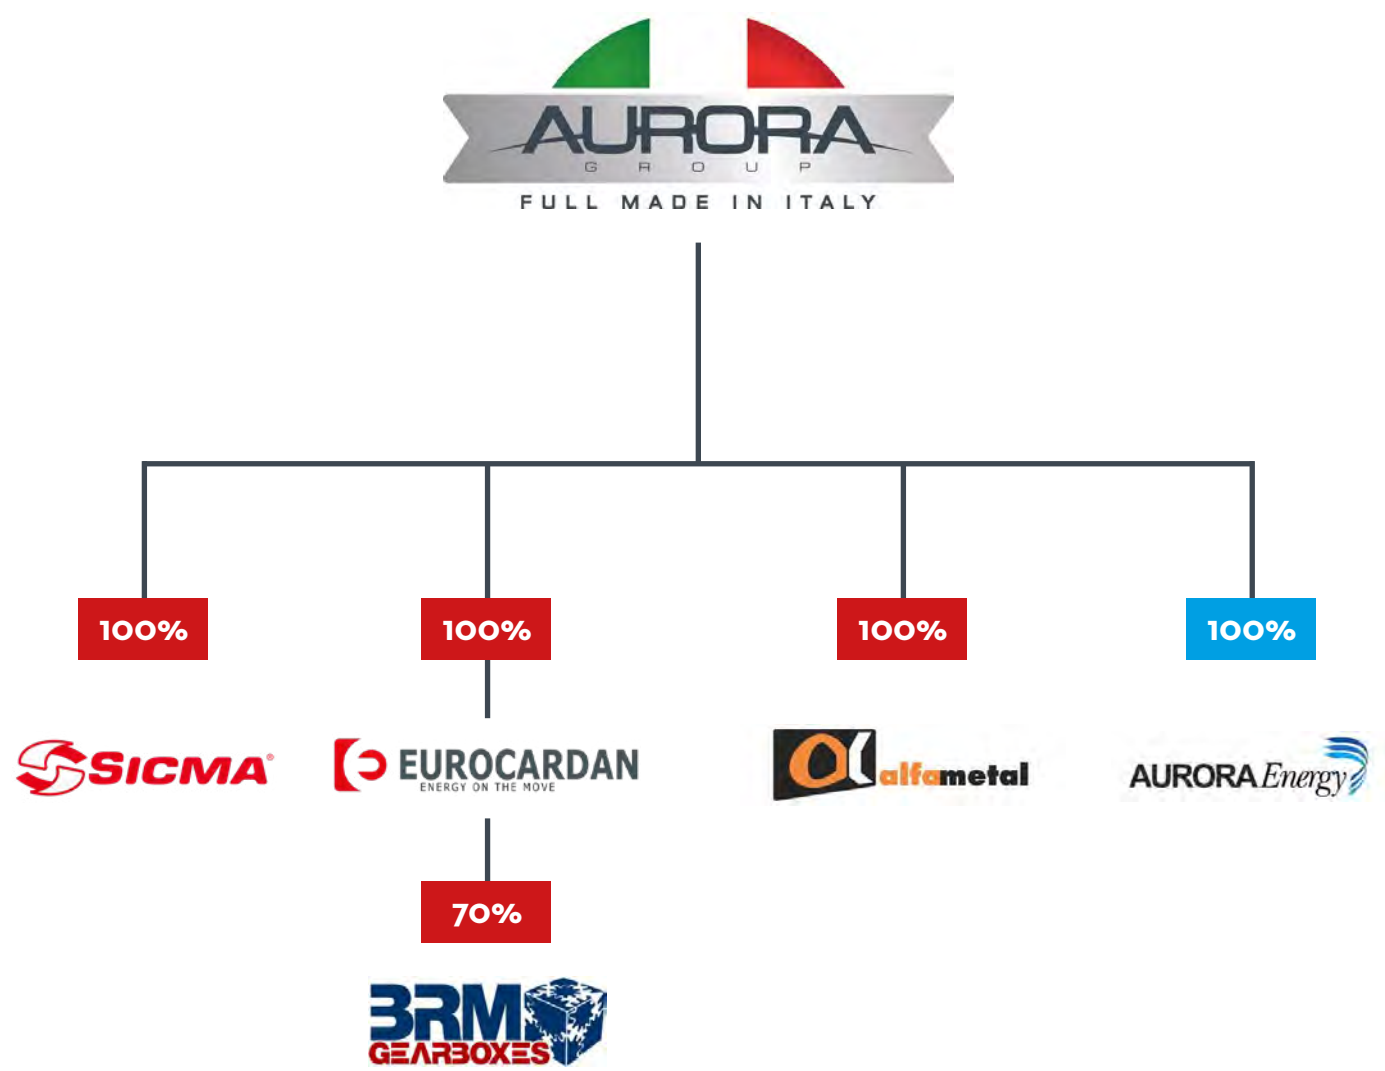 AURORA
GROUP
FULL MADE IN ITALY
100%
100%
100%
100%
SICMA®
EUROCARDAN
ENERGY ON THE MOVE
alfametal
AURORA Energy
70%
BRM
GEARBOXES